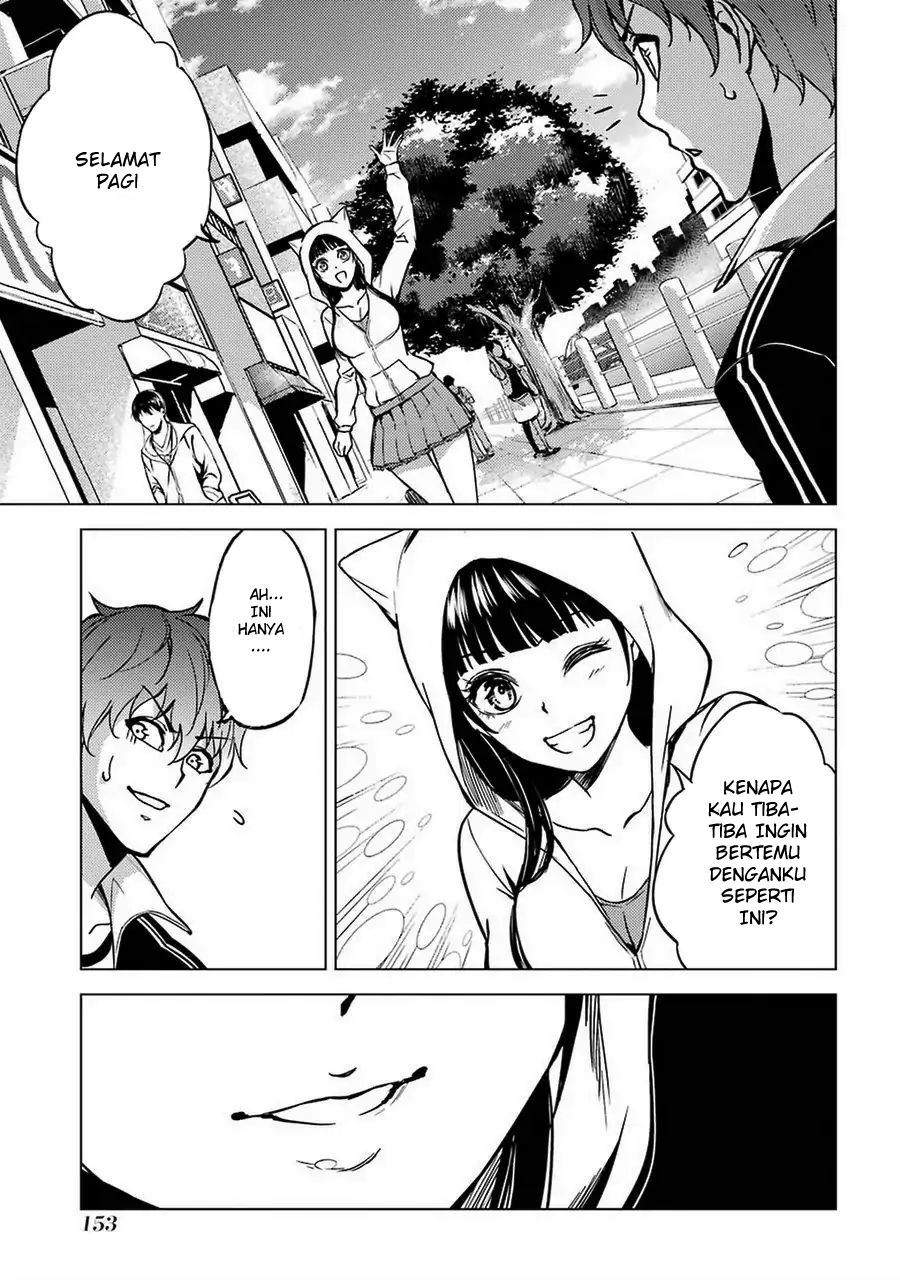 SELAMAT
PAGI
KENAPA
KAU TIBA-
TIBA INGIN
BERTEMU
DENGANKU
SEPERTI
INI?
AH...
INI
HANYA
....
153